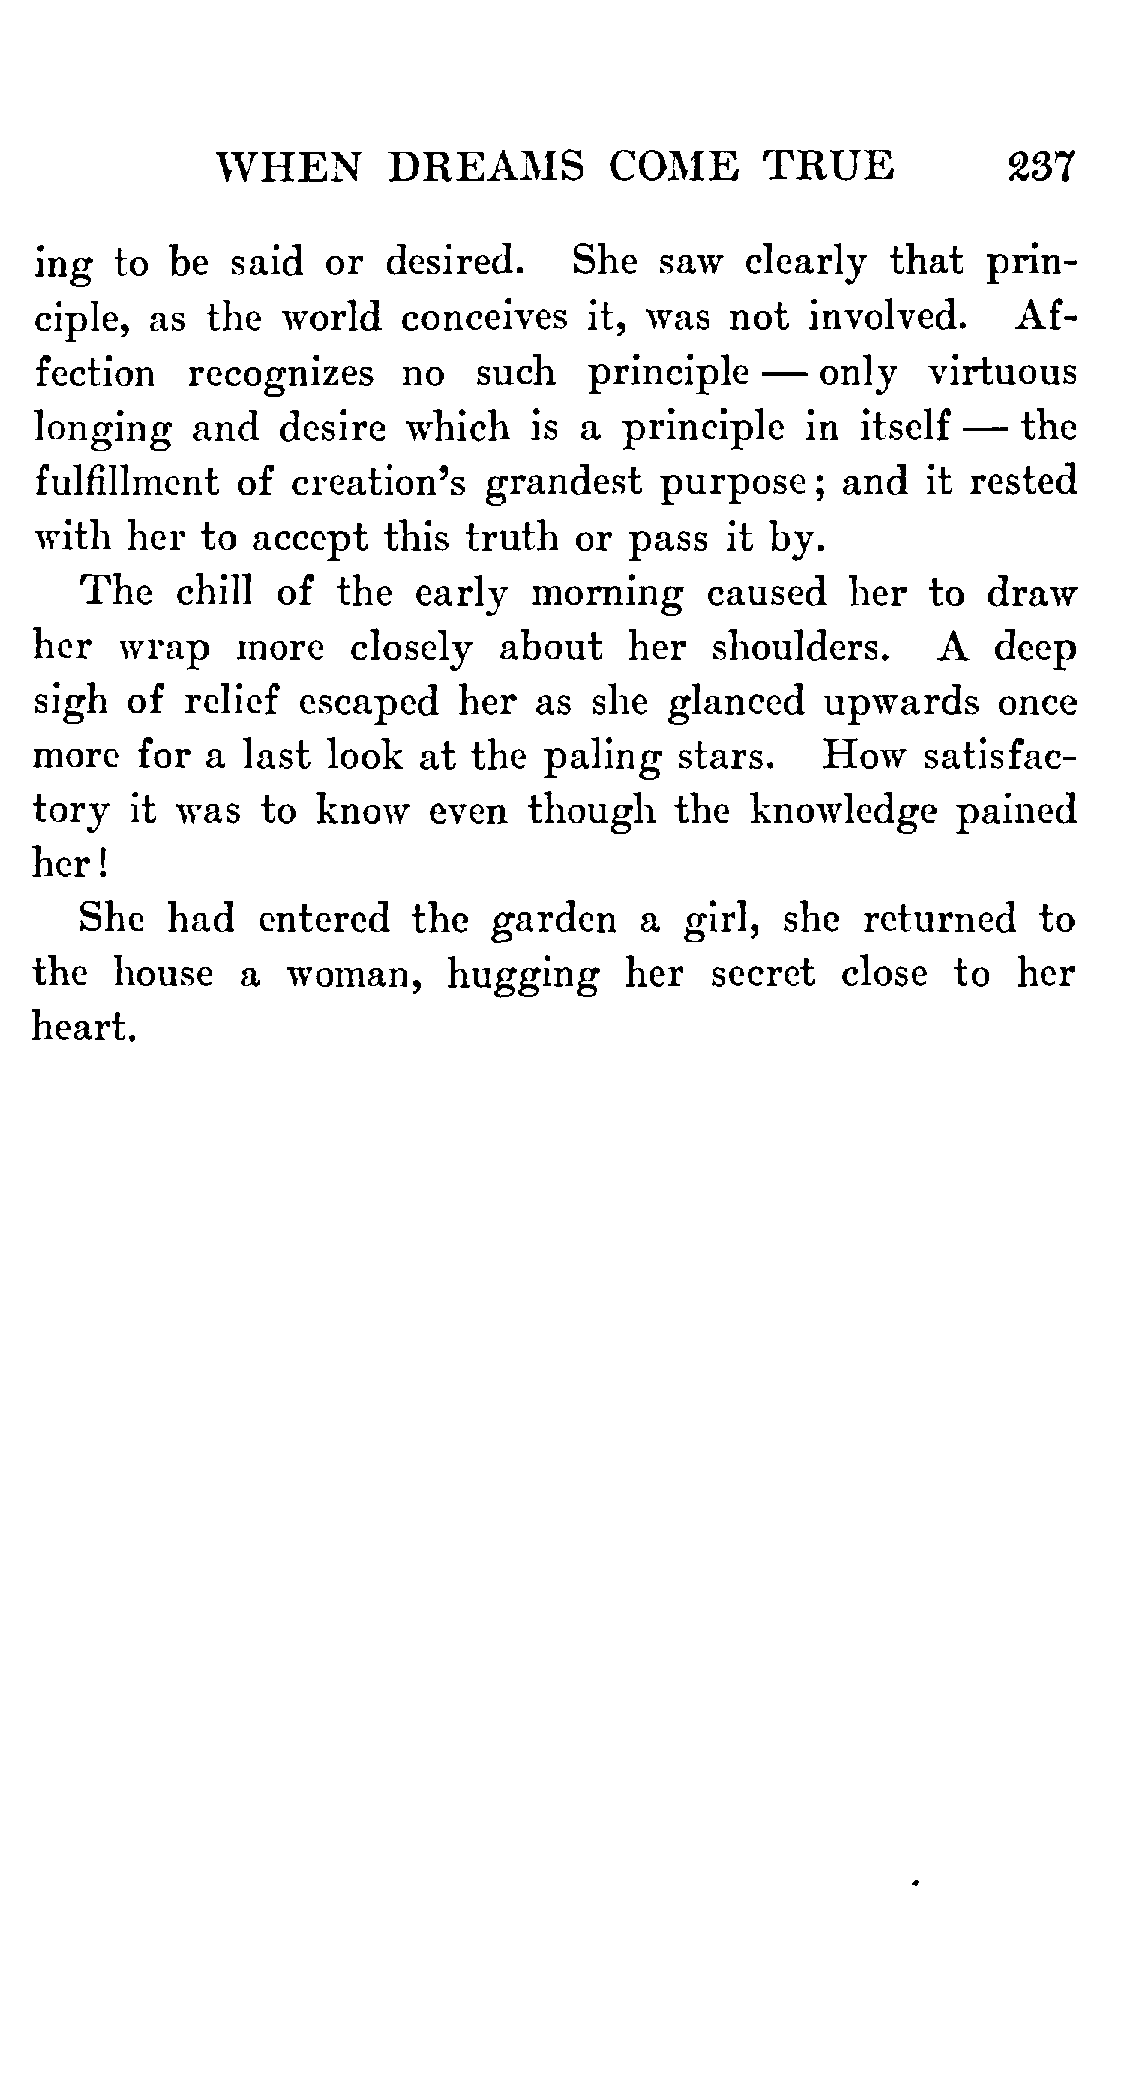 WHEN DREAMS COME TRUE 237
ing to be said or desired. She saw clearly that prin-
ciple, as the world conceives it, was not involved. Af-
fection recognizes no such principle — only virtuous
longing and desire which is a principle in itself — the
fulfillment of creation's grandest purpose; and it rested
with her to accept this truth or pass it by.
The chill of the early morning caused her to draw
her wrap more closely about her shoulders. A deep
sigh of relief escaped her as she glanced upwards once
more for a last look at the paling stars. How satisfac-
tory it was to know even though the knowledge pained
her!
She had entered the garden a girl, she returned to
the house a woman, hugging her secret close to her
heart.